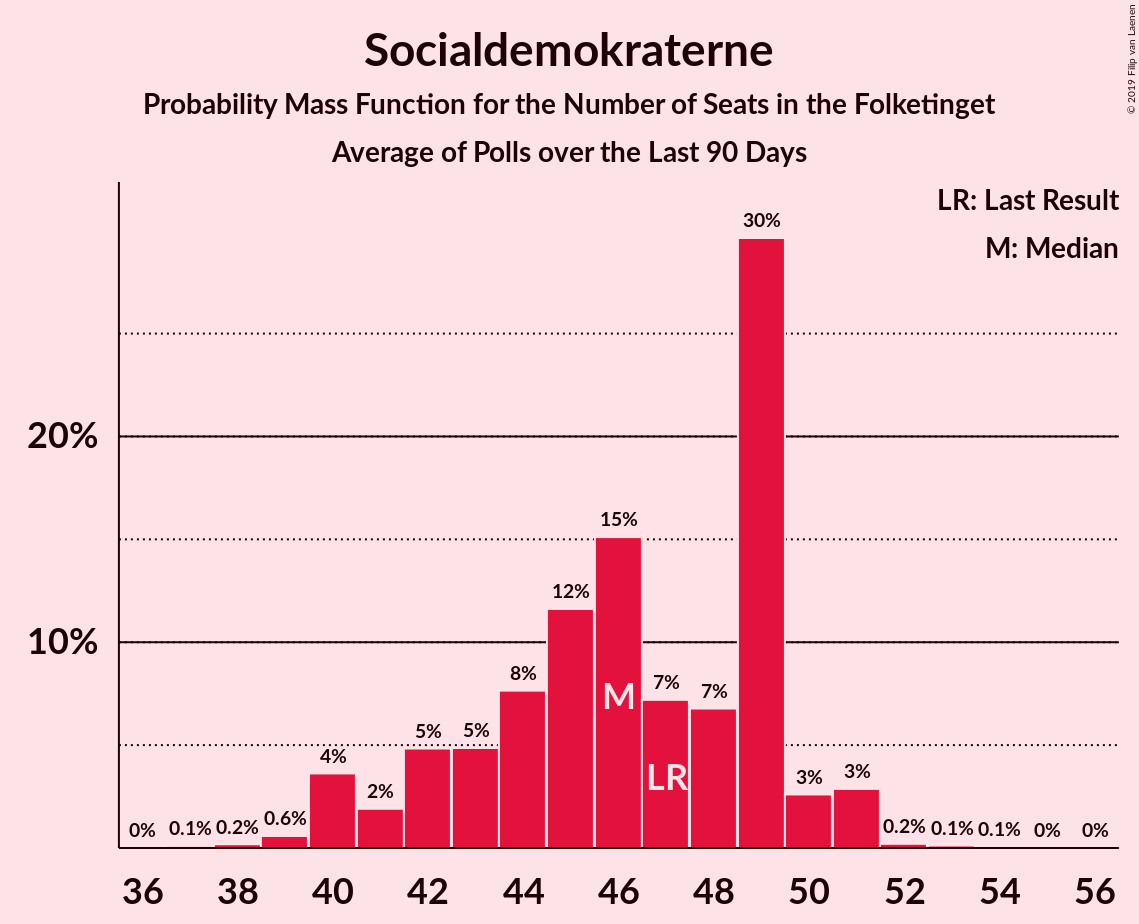 Socialdemokraterne
Probability Mass Function for the Number of Seats in the Folketinget
Average of Polls over the Last 90 Days
© 2019 Filip van Laenen
LR: Last Result
M: Median
30%
20%
15%
12%
10%
8%
7%
7%
M
5%
5%
4%
3%
3%
2%
LR
0%
0.1%
0.2%
0.6%
0.2%
0.1%
0.1%
0%
0%
36 38 40 42 44 46 48 50 52 54 56